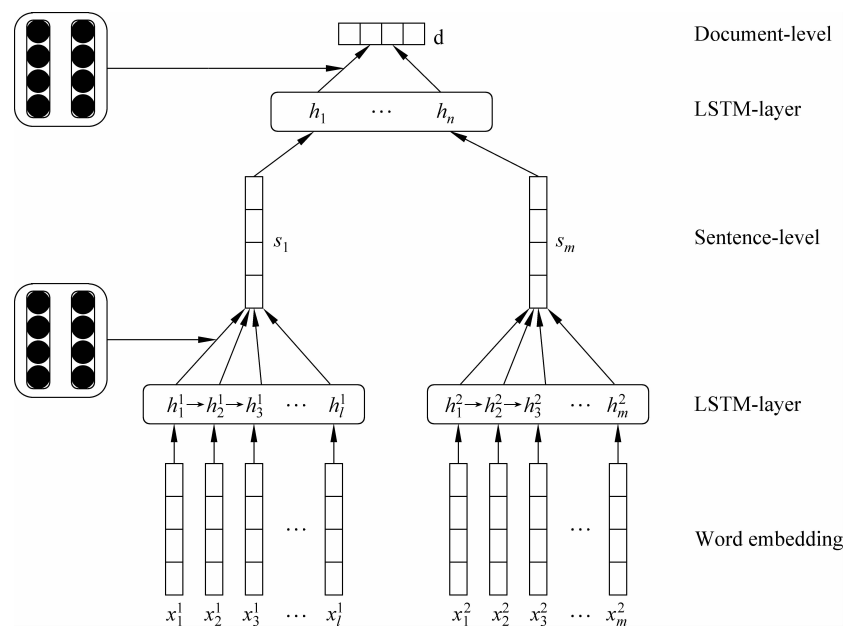 d Document-level
h₁ ⋯ hₙ LSTM-layer
s₁ sₘ Sentence-level
h₁¹→h₂¹→h₃¹ ⋯ hₗ¹ h₁²→h₂²→h₃² ⋯ hₘ² LSTM-layer
⋯ ⋯ Word embedding
x₁¹ x₂¹ x₃¹ ⋯ xₗ¹ x₁² x₂² x₃² ⋯ xₘ²